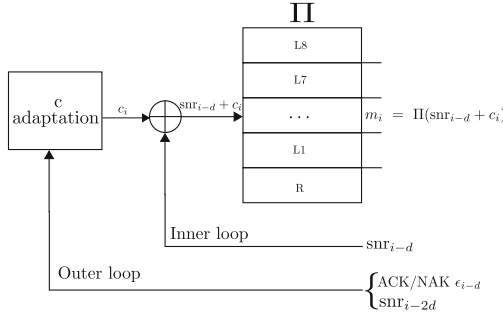 Π
L8
L7
c
adaptation
c_i
snr_{i−d} + c_i
...
m_i = Π(snr_{i−d} + c_i)
L1
R
Inner loop
snr_{i−d}
Outer loop
ACK/NAK ϵ_{i−d}
snr_{i−2d}